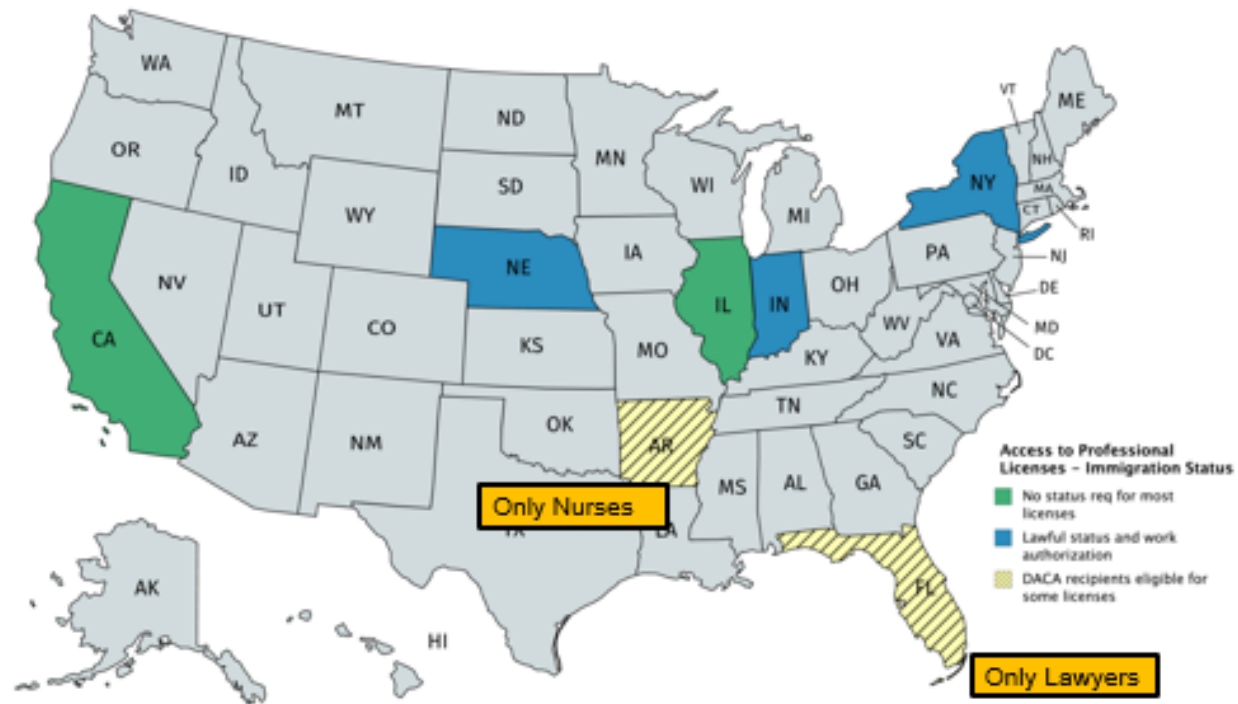 WA
MT
ND
MN
OR
ID
SD
WI
MI
VT
ME
NH
NY
MA
CT
RI
WY
IA
NE
PA
NJ
NV
UT
CO
IL
IN
OH
DE
CA
KS
MO
WV
VA
MD
DC
KY
NC
AZ
NM
OK
TN
AR
SC
MS
AL
GA
Only Nurses
TX
LA
Access to Professional
Licenses – Immigration Status
No status req for most
licenses
Lawful status and work
authorization
DACA recipients eligible for
some licenses
AK
HI
FL
Only Lawyers